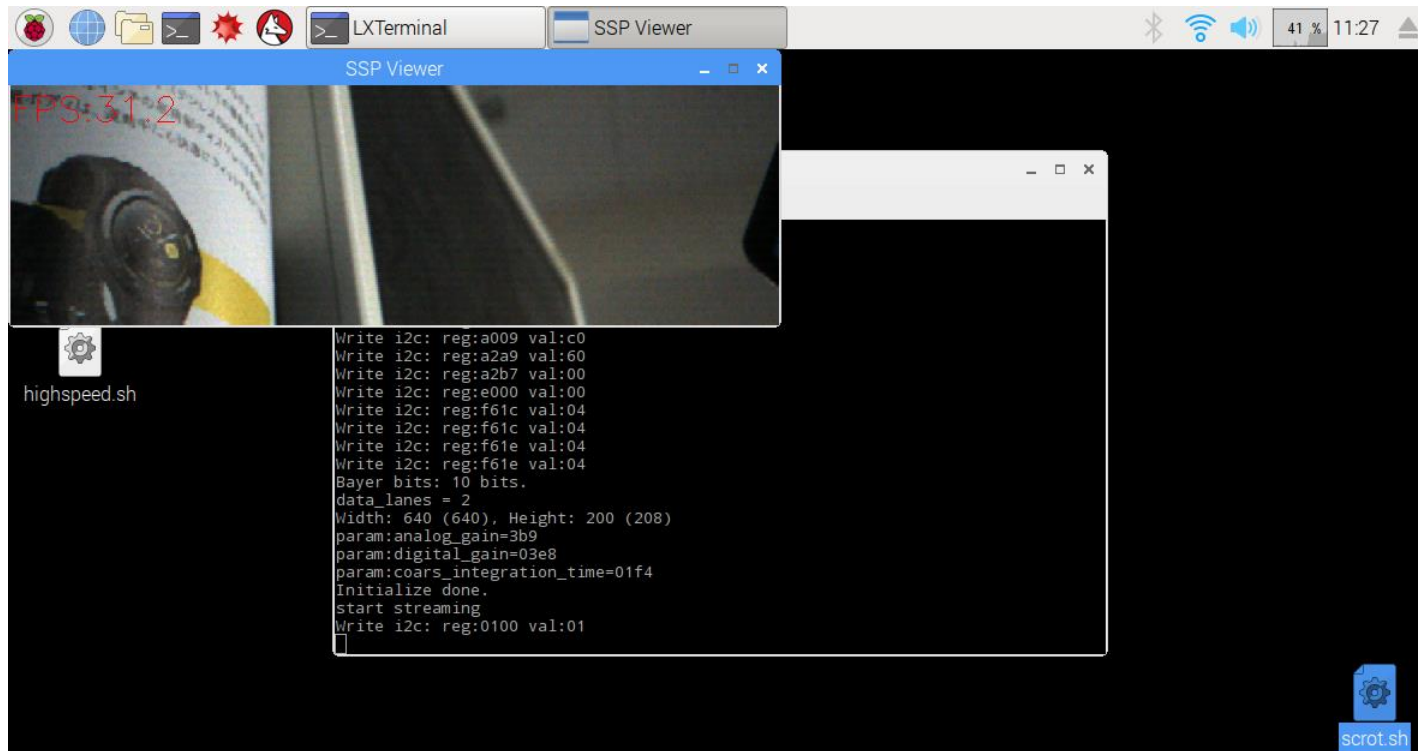 LXTerminal
SSP Viewer
41 %
11:27
SSP Viewer
FPS:31.2
Write i2c: reg:a009 val:c0
Write i2c: reg:a2a9 val:60
Write i2c: reg:a2b7 val:00
Write i2c: reg:e000 val:00
Write i2c: reg:f61c val:04
Write i2c: reg:f61c val:04
Write i2c: reg:f61e val:04
Write i2c: reg:f61e val:04
Bayer bits: 10 bits.
data_lanes = 2
Width: 640 (640), Height: 200 (208)
param:analog_gain=3b9
param:digital_gain=03e8
param:coars_integration_time=01f4
Initialize done.
start streaming
Write i2c: reg:0100 val:01
highspeed.sh
scrot.sh